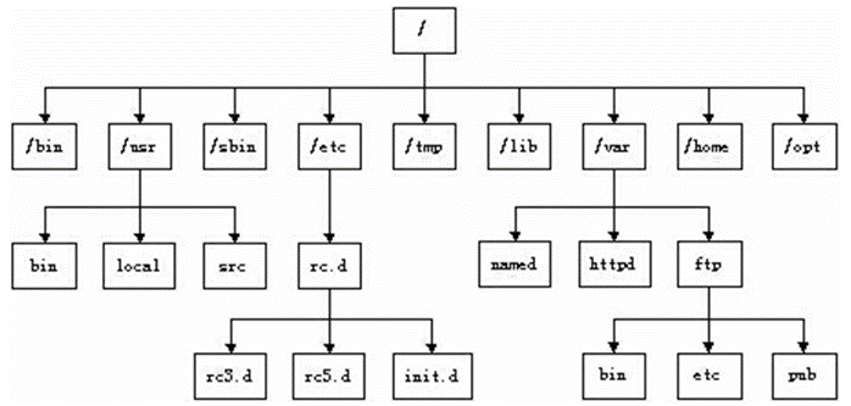 /
/bin /usr /sbin /etc /tmp /lib /var /home /opt
bin local src rc.d named httpd ftp
rc3.d rc5.d init.d bin etc pub